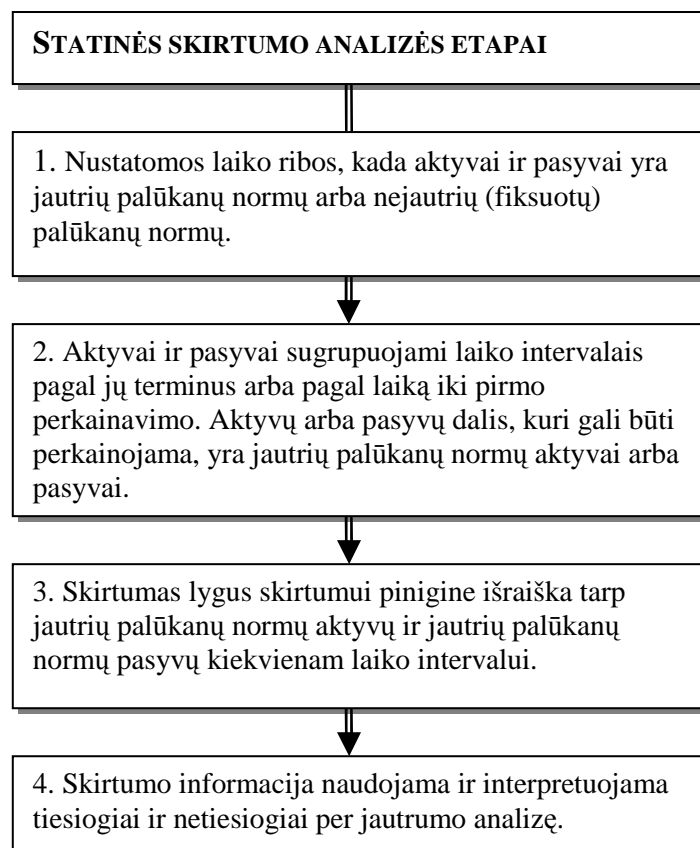 STATINĖS SKIRTUMO ANALIZĖS ETAPAI
1. Nustatomos laiko ribos, kada aktyvai ir pasyvai yra
jautrių palūkanų normų arba nejautrių (fiksuotų)
palūkanų normų.
2. Aktyvai ir pasyvai sugrupuojami laiko intervalais
pagal jų terminus arba pagal laiką iki pirmo
perkainavimo. Aktyvų arba pasyvų dalis, kuri gali būti
perkainojama, yra jautrių palūkanų normų aktyvai arba
pasyvai.
3. Skirtumas lygus skirtumui pinigine išraiška tarp
jautrių palūkanų normų aktyvų ir jautrių palūkanų
normų pasyvų kiekvienam laiko intervalui.
4. Skirtumo informacija naudojama ir interpretuojama
tiesiogiai ir netiesiogiai per jautrumo analizę.